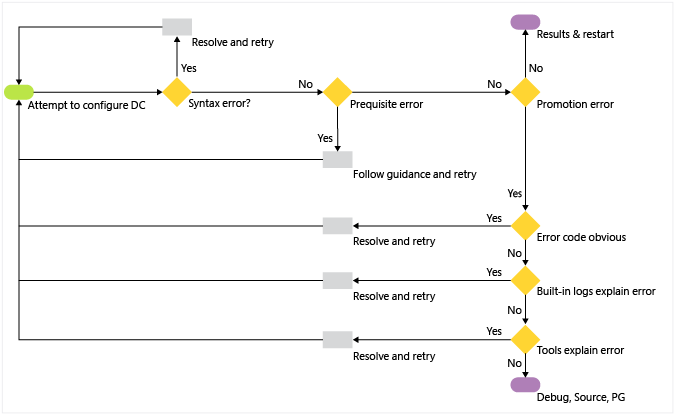 Results & restart
Resolve and retry
Yes
No
No
No
Attempt to configure DC
Syntax error?
Prequisite error
Promotion error
Yes
Follow guidance and retry
Yes
Yes
Error code obvious
Resolve and retry
No
Yes
Built-in logs explain error
Resolve and retry
No
Yes
Tools explain error
Resolve and retry
No
Debug, Source, PG